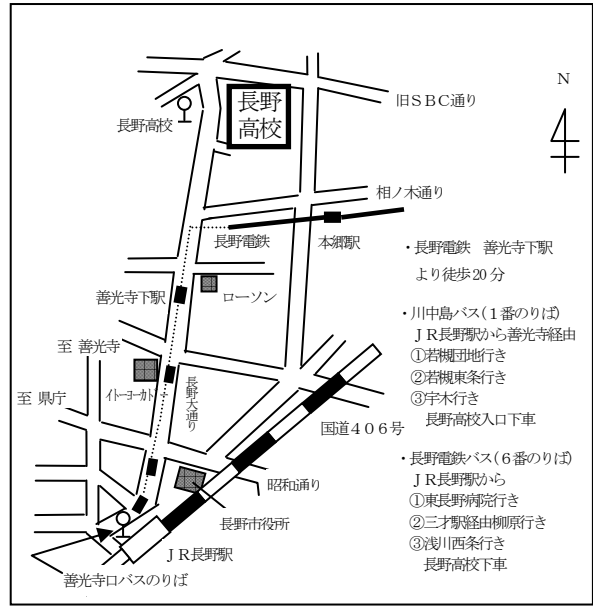 N
長野
高校
旧ＳＢＣ通り
長野高校
相ノ木通り
長野電鉄
本郷駅
・長野電鉄　善光寺下駅
より徒歩20分
善光寺下駅
ローソン
・川中島バス(１番のりば)
ＪＲ長野駅から善光寺経由
①若槻団地行き
②若槻東条行き
③宇木行き
長野高校入口下車
至 善光寺
至 県庁
イトーヨーカドー
長野大通り
国道４０６号
・長野電鉄バス(６番のりば)
ＪＲ長野駅から
①東長野病院行き
②三才駅経由柳原行き
③浅川西条行き
長野高校下車
昭和通り
長野市役所
ＪＲ長野駅
善光寺口バスのりば